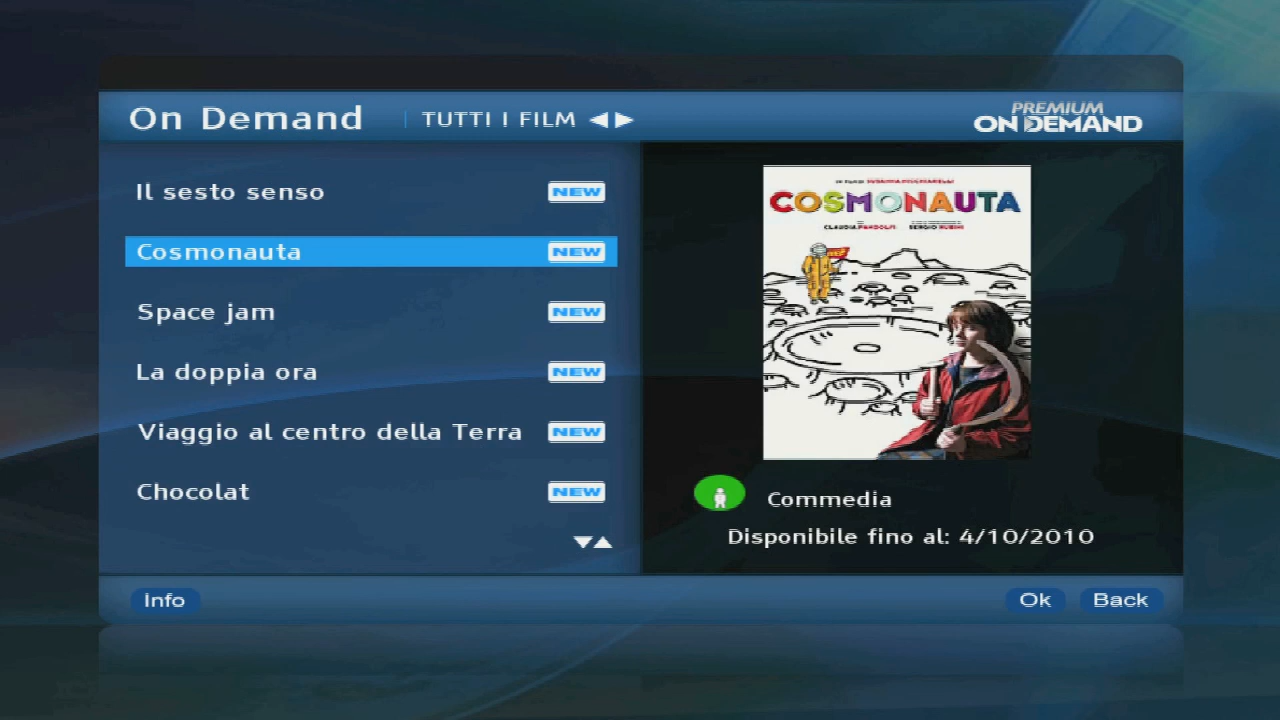 On Demand
TUTTI I FILM
PREMIUM
ON DEMAND
Il sesto senso NEW
Cosmonauta NEW
Space jam NEW
La doppia ora NEW
Viaggio al centro della Terra NEW
Chocolat NEW
COSMONAUTA
CLAUDIA PANDOLFI SERGIO RUBINI
Commedia
Disponibile fino al: 4/10/2010
Info
Ok
Back